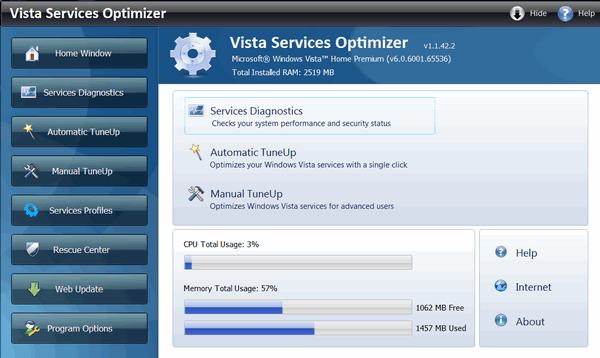 Vista Services Optimizer
Hide
Help
Home Window
Services Diagnostics
Automatic TuneUp
Manual TuneUp
Services Profiles
Rescue Center
Web Update
Program Options
Vista Services Optimizer v1.1.42.2
Microsoft® Windows Vista™ Home Premium (v6.0.6001.65536)
Total Installed RAM: 2519 MB
Services Diagnostics
Checks your system performance and security status
Automatic TuneUp
Optimizes your Windows Vista services with a single click
Manual TuneUp
Optimizes Windows Vista services for advanced users
CPU Total Usage: 3%
Memory Total Usage: 57%
1062 MB Free
1457 MB Used
Help
Internet
About